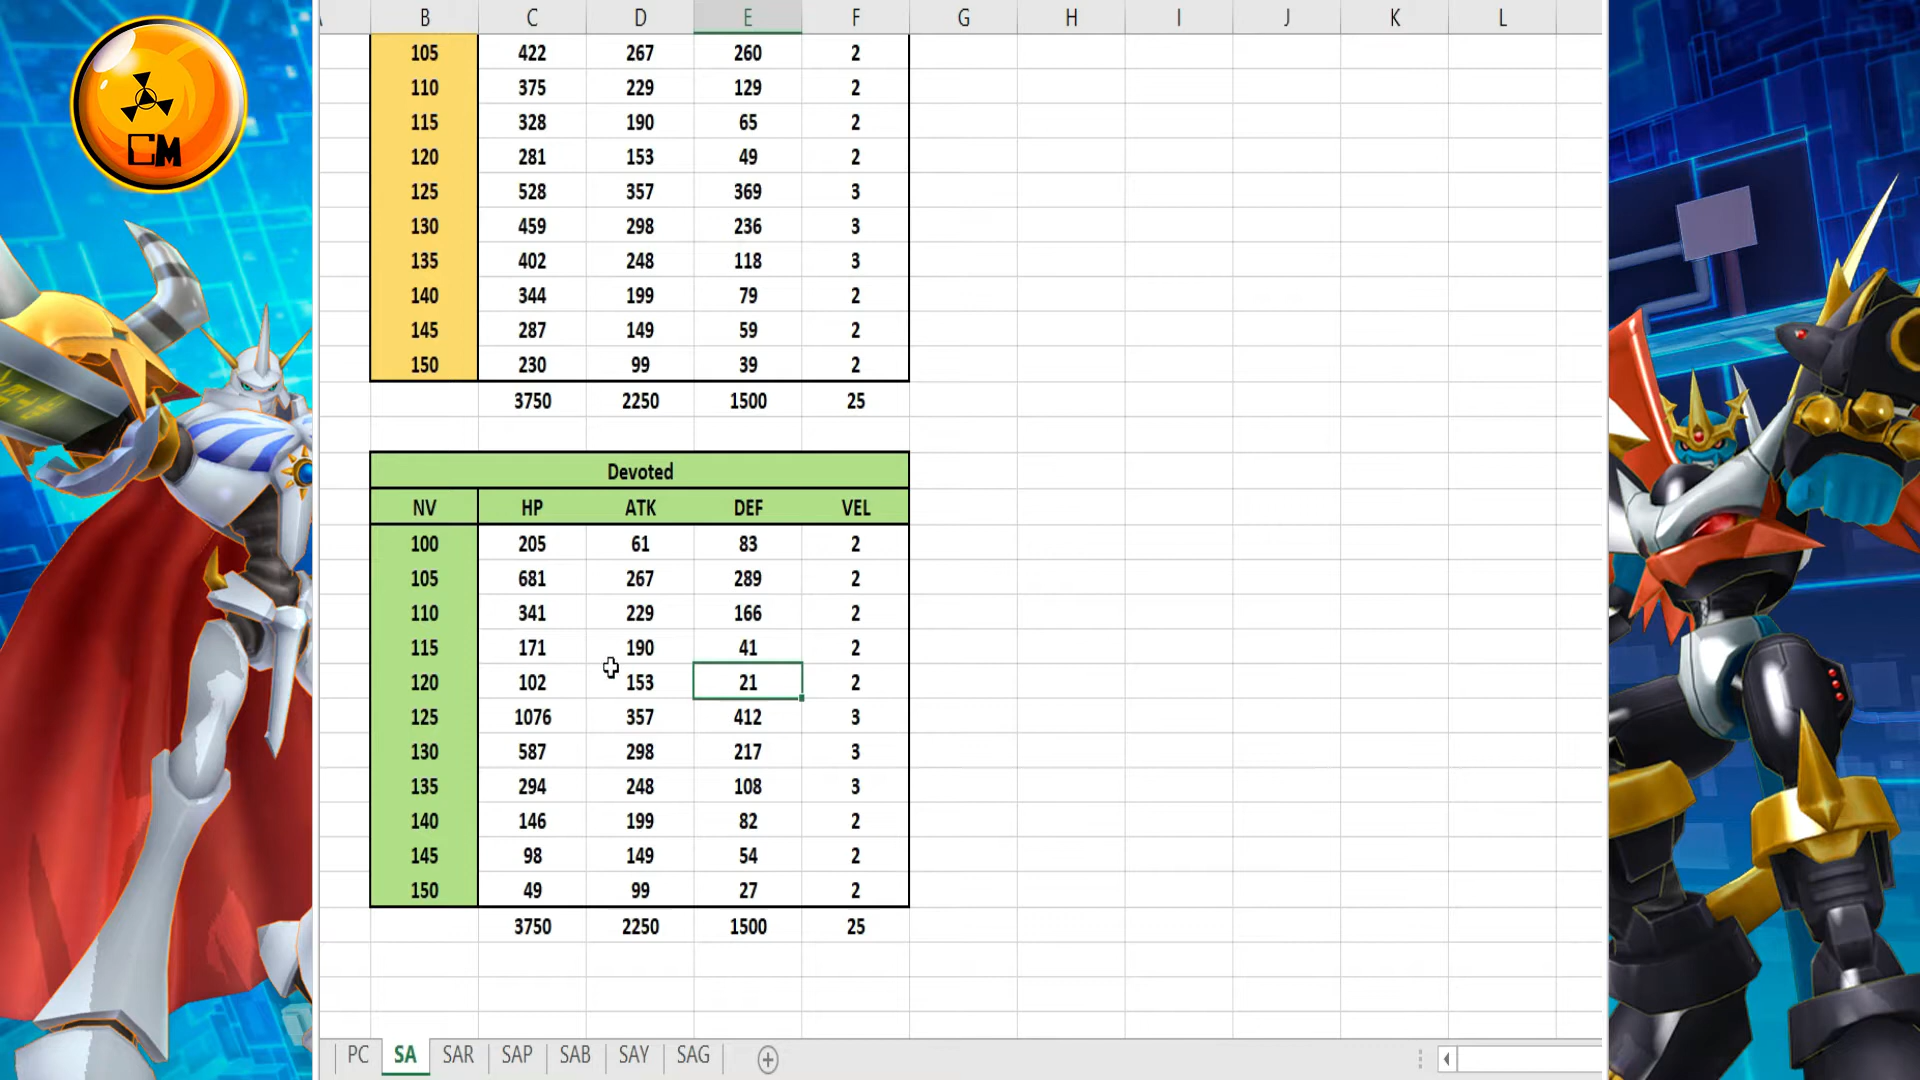 B C D E F G H I J K L
105 422 267 260 2
110 375 229 129 2
115 328 190 65 2
120 281 153 49 2
125 528 357 369 3
130 459 298 236 3
135 402 248 118 3
140 344 199 79 2
145 287 149 59 2
150 230 99 39 2
3750 2250 1500 25
Devoted
NV HP ATK DEF VEL
100 205 61 83 2
105 681 267 289 2
110 341 229 166 2
115 171 190 41 2
120 102 153 21 2
125 1076 357 412 3
130 587 298 217 3
135 294 248 108 3
140 146 199 82 2
145 98 149 54 2
150 49 99 27 2
3750 2250 1500 25
PC SA SAR SAP SAB SAY SAG
CM